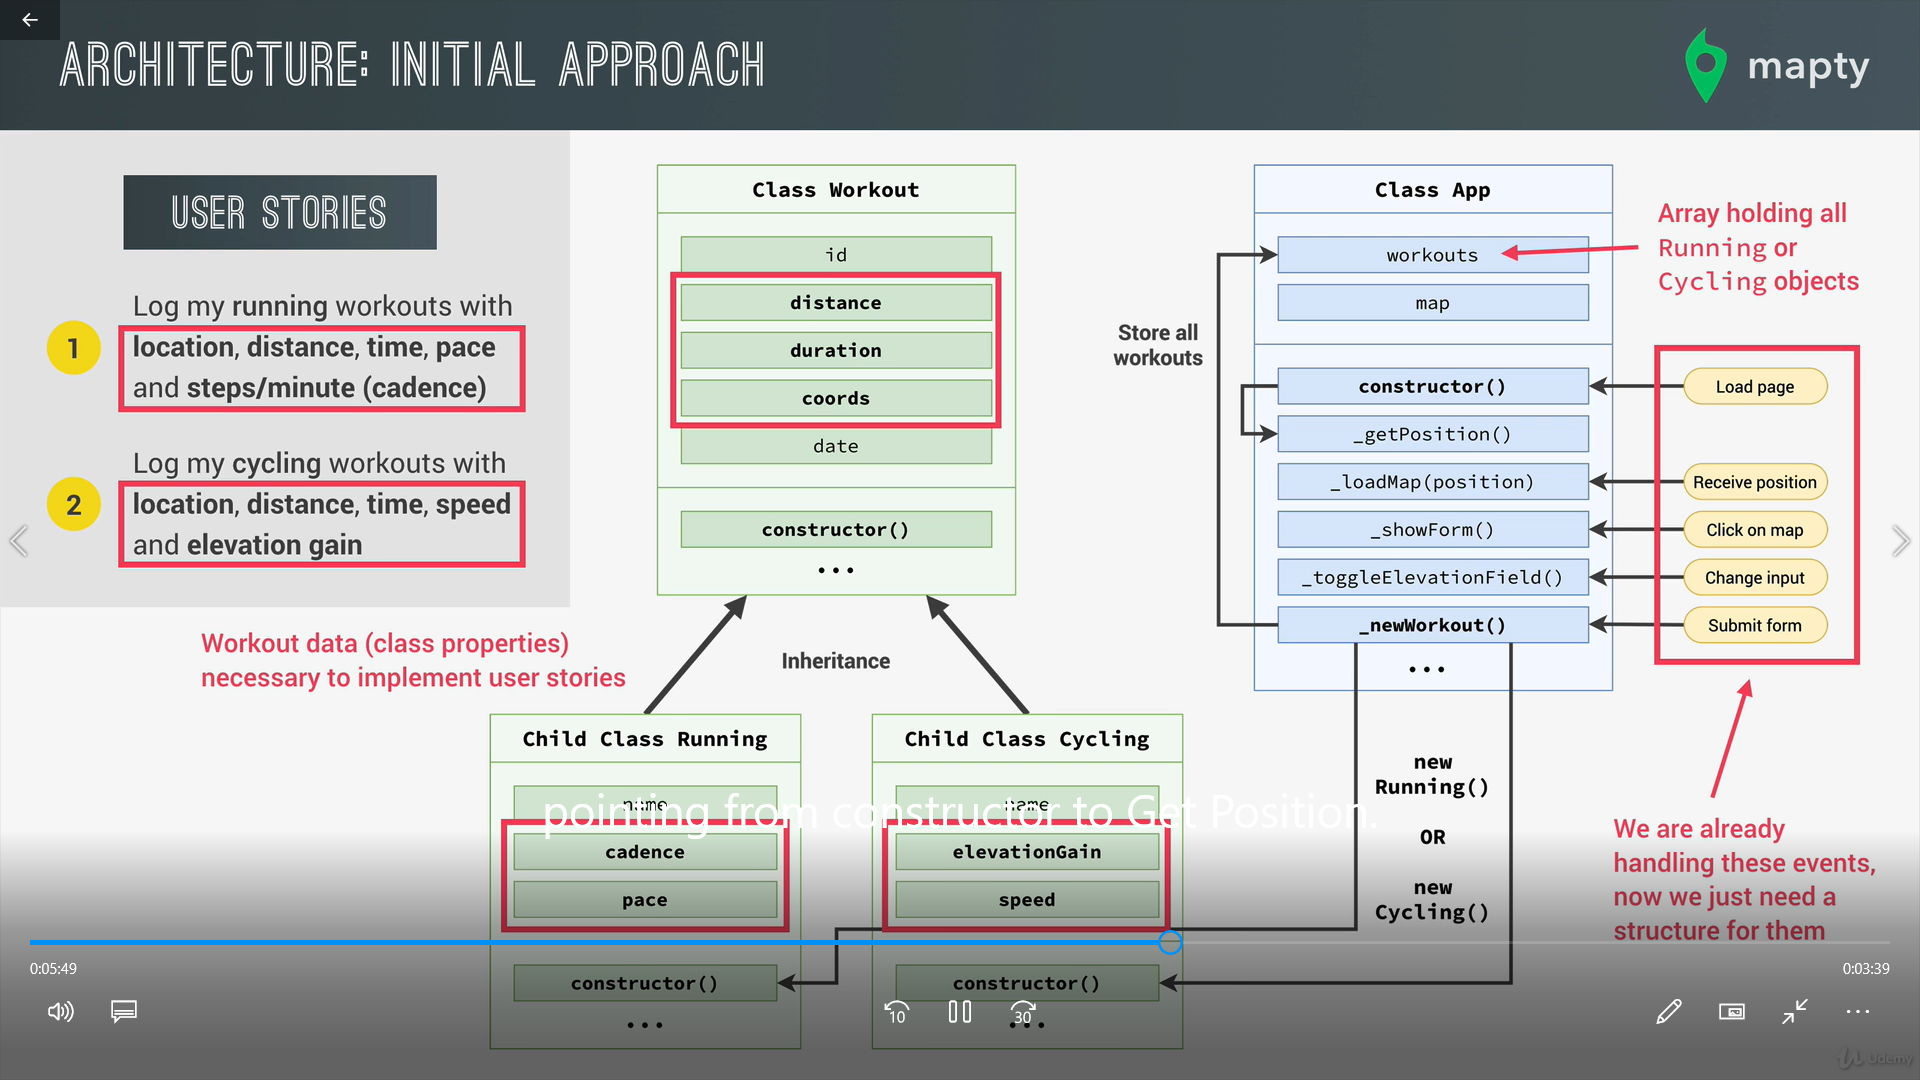 ARCHITECTURE: INITIAL APPROACH
mapty
USER STORIES
1
Log my running workouts with
location, distance, time, pace
and steps/minute (cadence)
2
Log my cycling workouts with
location, distance, time, speed
and elevation gain
Workout data (class properties)
necessary to implement user stories
Class Workout
id
distance
duration
coords
date
constructor()
...
Inheritance
Child Class Running
name
cadence
pace
constructor()
...
Child Class Cycling
name
elevationGain
speed
constructor()
...
Class App
workouts
map
constructor()
_getPosition()
_loadMap(position)
_showForm()
_toggleElevationField()
_newWorkout()
...
Store all
workouts
Array holding all
Running or
Cycling objects
Load page
Receive position
Click on map
Change input
Submit form
new
Running()
OR
new
Cycling()
We are already
handling these events,
now we just need a
structure for them
pointing from constructor to Get Position.
0:05:49
0:03:39
10
30
Udemy